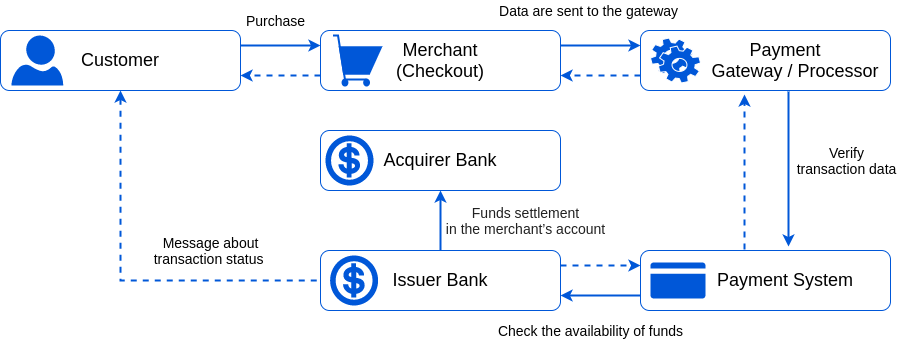 Data are sent to the gateway
Purchase
Customer
Merchant
(Checkout)
Payment
Gateway / Processor
Verify
transaction data
Acquirer Bank
Funds settlement
in the merchant's account
Message about
transaction status
Issuer Bank
Payment System
Check the availability of funds